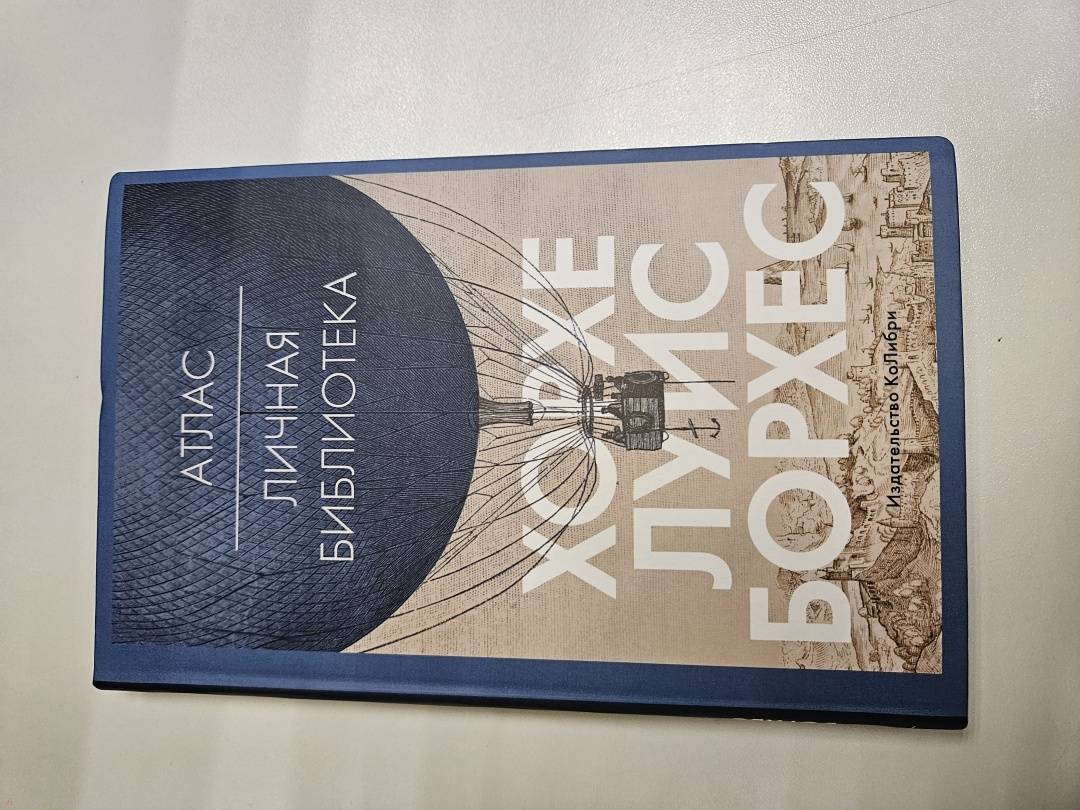 АТЛАС
ЛИЧНАЯ
БИБЛИОТЕКА
ХОРХЕ
ЛУИС
БОРХЕС
Издательство КоЛибри